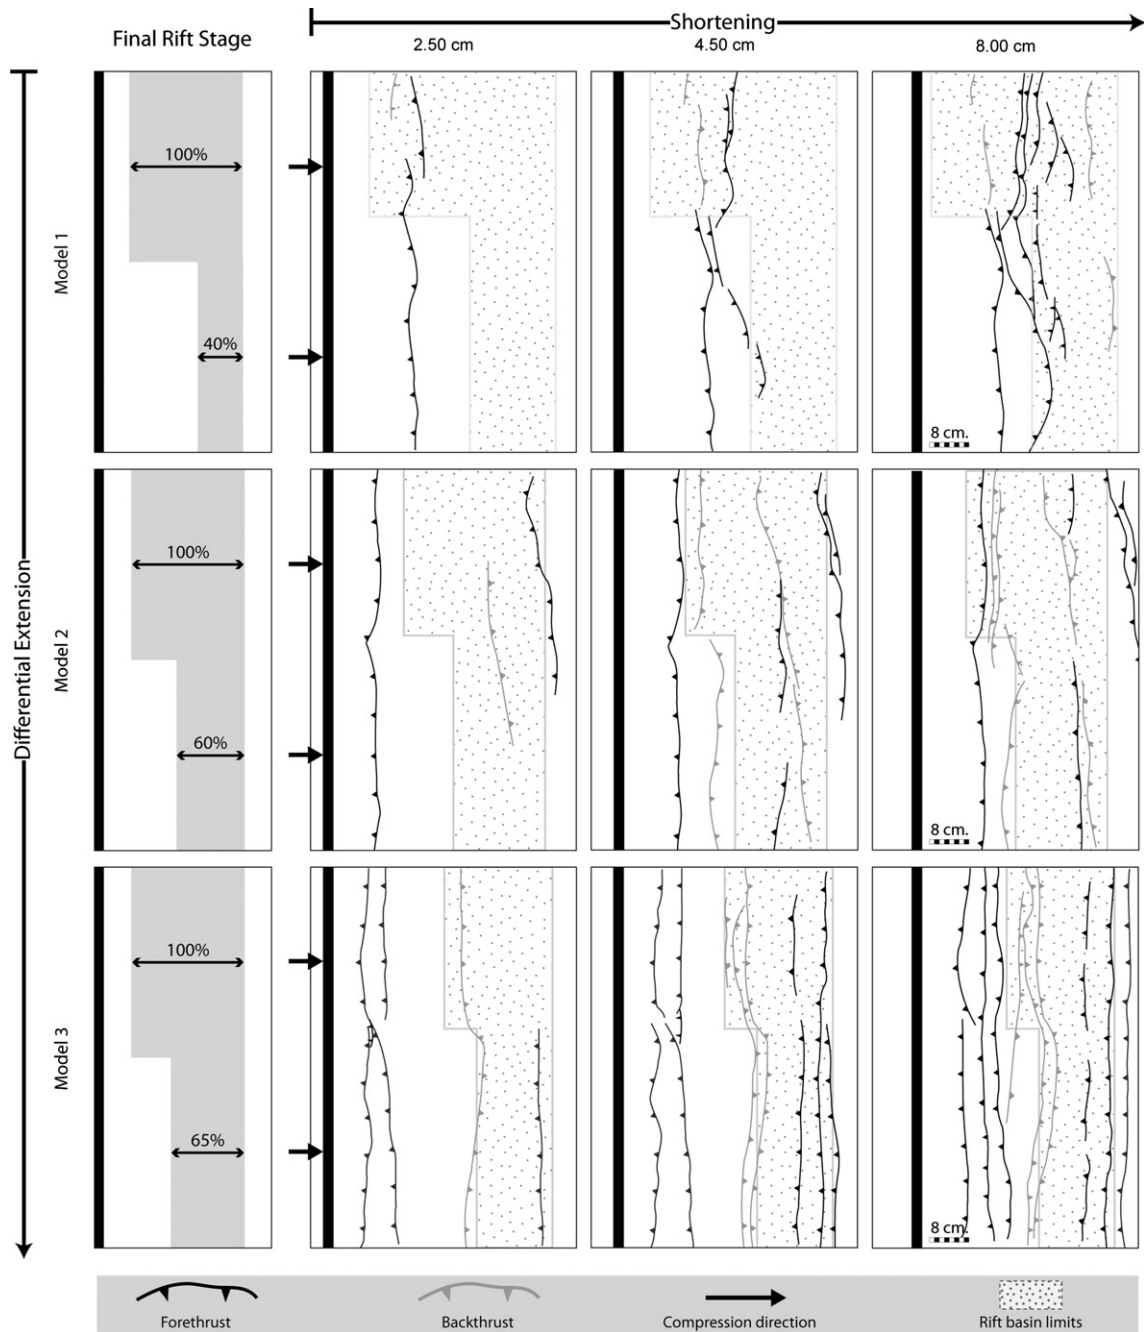 Shortening
Final Rift Stage
2.50 cm
4.50 cm
8.00 cm
Differential Extension
Model 1
100%
40%
8 cm.
Model 2
100%
60%
8 cm.
Model 3
100%
65%
8 cm.
Forethrust
Backthrust
Compression direction
Rift basin limits